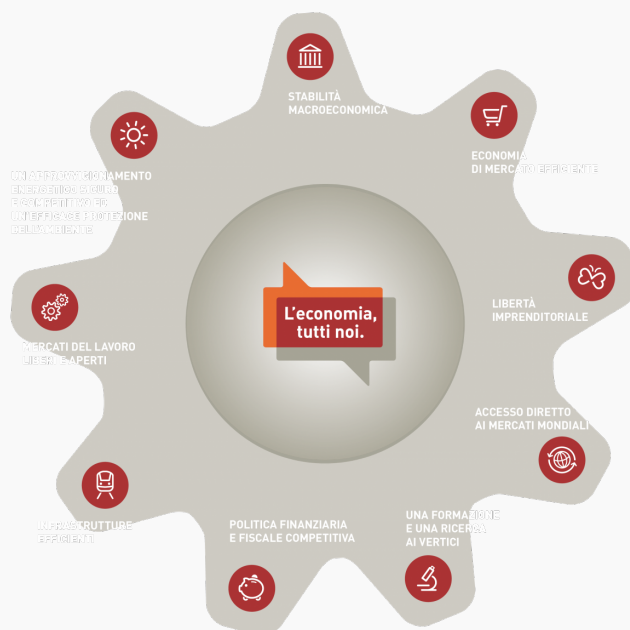 STABILITÀ
MACROECONOMICA
ECONOMIA
DI MERCATO EFFICIENTE
UN APPROVVIGIONAMENTO
ENERGETICO SICURO
E COMPETITIVO ED
UN'EFFICACE PROTEZIONE
DELL'AMBIENTE
LIBERTÀ
IMPRENDITORIALE
L'economia,
tutti noi.
MERCATI DEL LAVORO
LIBERI E APERTI
ACCESSO DIRETTO
AI MERCATI MONDIALI
INFRASTRUTTURE
EFFICIENTI
POLITICA FINANZIARIA
E FISCALE COMPETITIVA
UNA FORMAZIONE
E UNA RICERCA
AI VERTICI